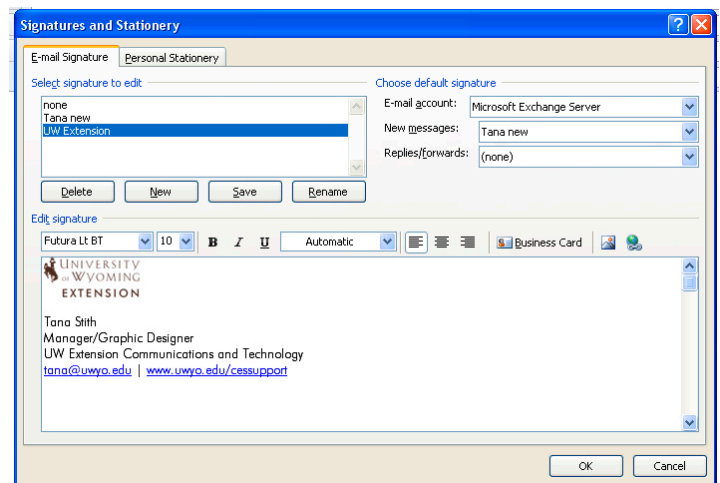 Signatures and Stationery
E-mail Signature Personal Stationery
Select signature to edit
none
Tana new
UW Extension
Delete New Save Rename
Choose default signature
E-mail account: Microsoft Exchange Server
New messages: Tana new
Replies/forwards: (none)
Edit signature
Futura Lt BT 10 B I U Automatic Business Card
UNIVERSITY
OF WYOMING
EXTENSION
Tana Stith
Manager/Graphic Designer
UW Extension Communications and Technology
tana@uwyo.edu | www.uwyo.edu/cessupport
OK Cancel